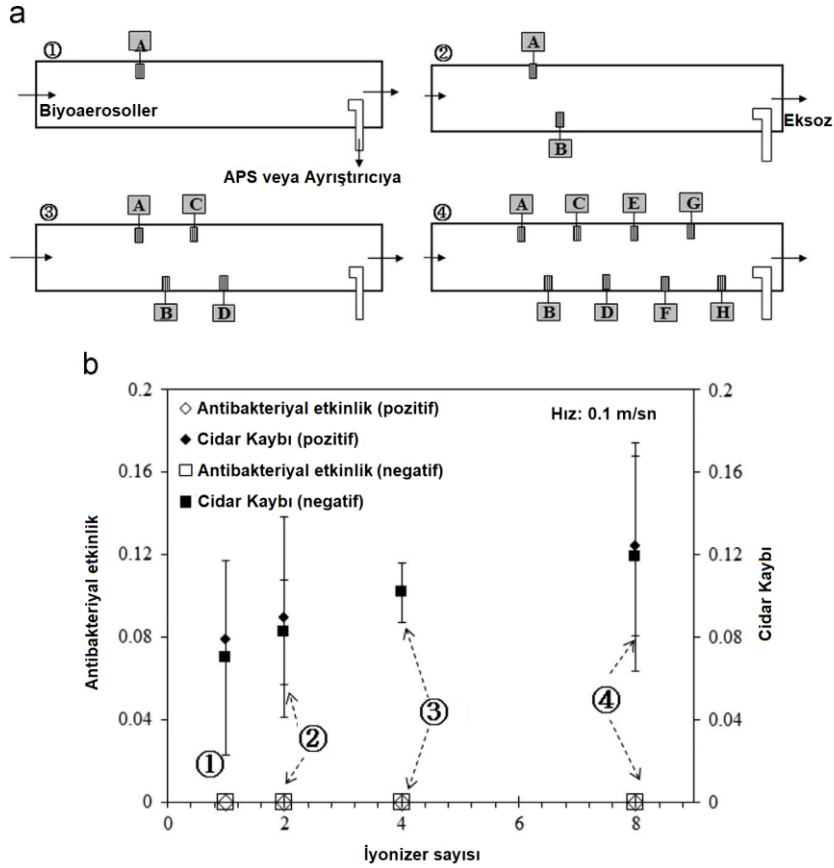 a
①
A
Biyoaerosoller
APS veya Ayrıştırıcıya
②
A
B
Eksoz
③
A
C
B
D
④
A
C
E
G
B
D
F
H
b
Antibakteriyal etkinlik
0.2
0.16
0.12
0.08
0.04
0
◇ Antibakteriyal etkinlik (pozitif)
◆ Cidar Kaybı (pozitif)
□ Antibakteriyal etkinlik (negatif)
■ Cidar Kaybı (negatif)
Hız: 0.1 m/sn
①
②
③
④
0.2
0.16
0.12
0.08
0.04
0
Cidar Kaybı
0 2 4 6 8
İyonizer sayısı